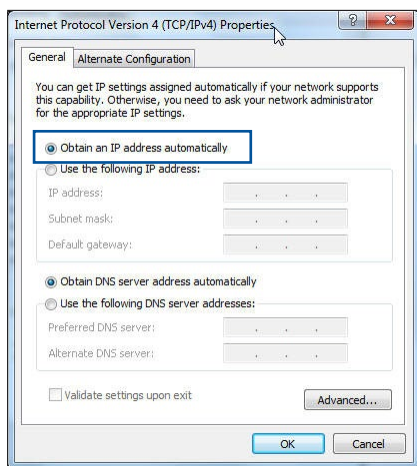 Internet Protocol Version 4 (TCP/IPv4) Properties
General
Alternate Configuration
You can get IP settings assigned automatically if your network supports
this capability. Otherwise, you need to ask your network administrator
for the appropriate IP settings.
Obtain an IP address automatically
Use the following IP address:
IP address:
Subnet mask:
Default gateway:
Obtain DNS server address automatically
Use the following DNS server addresses:
Preferred DNS server:
Alternate DNS server:
Validate settings upon exit
Advanced...
OK
Cancel